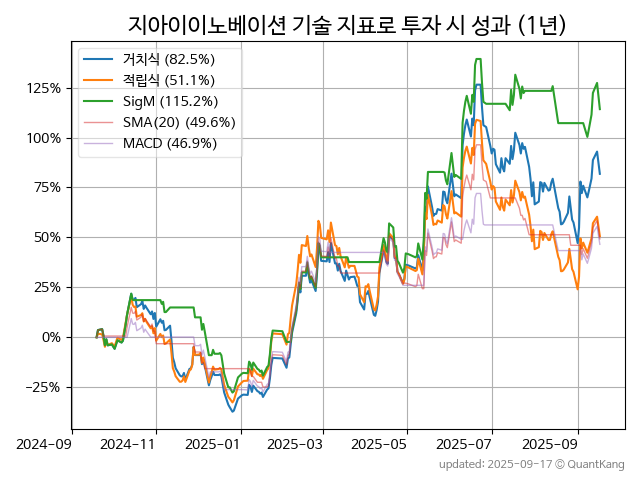 지아이이노베이션 기술 지표로 투자 시 성과 (1년)
거치식 (82.5%)
적립식 (51.1%)
SigM (115.2%)
SMA(20) (49.6%)
MACD (46.9%)
125%
100%
75%
50%
25%
0%
−25%
2024-09 2024-11 2025-01 2025-03 2025-05 2025-07 2025-09
updated: 2025-09-17 © QuantKang